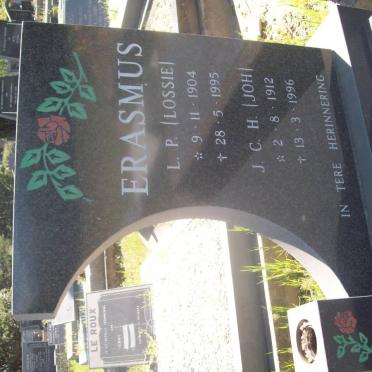 ERASMUS
L. P. |LOSSIE|
☆ 9 - 11 - 1904
✝ 28 - 5 - 1995
J. C. H. |JOH|
☆ 2 - 8 - 1912
✝ 13 - 3 - 1996
IN TERE HERINNERING
LE ROUX